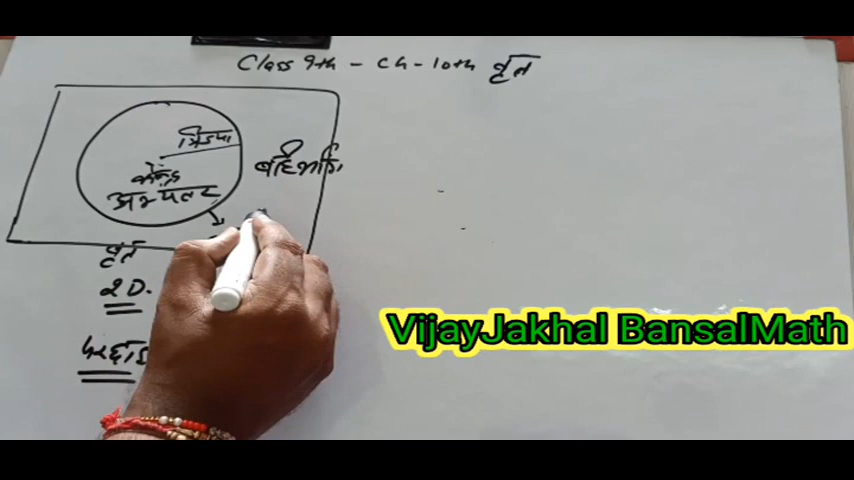 Class 9th - Ch-10th वृत
त्रिज्या
बहिर्भाग
केन्द्र
अभ्यंतर
वृत
2D.
VijayJakhal BansalMath